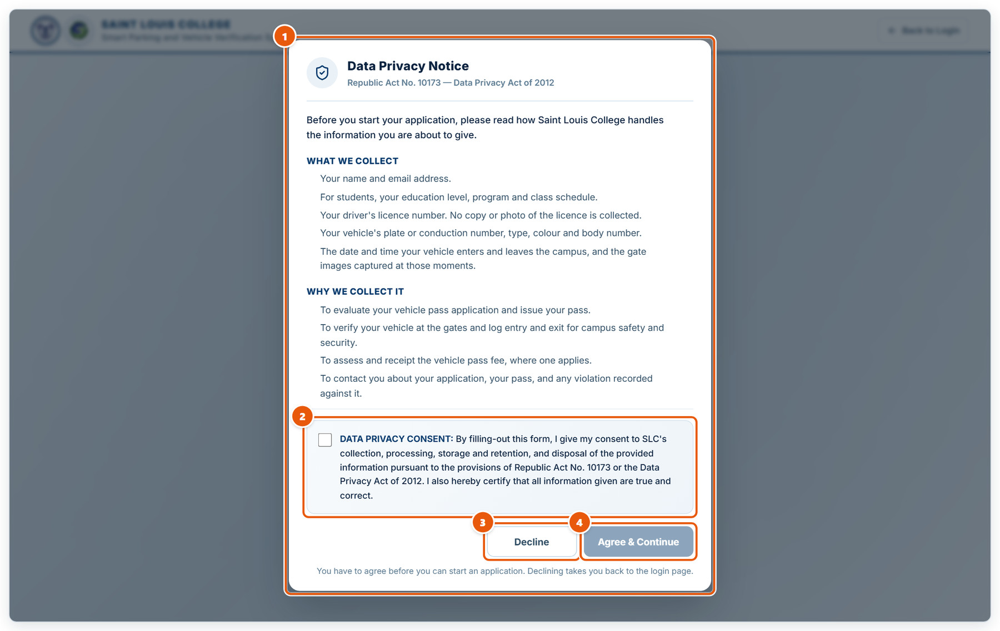 SAINT LOUIS COLLEGE
Smart Parking and Vehicle Verification
Back to Login
1
Data Privacy Notice
Republic Act No. 10173 — Data Privacy Act of 2012
Before you start your application, please read how Saint Louis College handles
the information you are about to give.
WHAT WE COLLECT
Your name and email address.
For students, your education level, program and class schedule.
Your driver's licence number. No copy or photo of the licence is collected.
Your vehicle's plate or conduction number, type, colour and body number.
The date and time your vehicle enters and leaves the campus, and the gate
images captured at those moments.
WHY WE COLLECT IT
To evaluate your vehicle pass application and issue your pass.
To verify your vehicle at the gates and log entry and exit for campus safety and
security.
To assess and receipt the vehicle pass fee, where one applies.
To contact you about your application, your pass, and any violation recorded
against it.
2
DATA PRIVACY CONSENT: By filling-out this form, I give my consent to SLC's
collection, processing, storage and retention, and disposal of the provided
information pursuant to the provisions of Republic Act No. 10173 or the Data
Privacy Act of 2012. I also hereby certify that all information given are true and
correct.
3
Decline
4
Agree & Continue
You have to agree before you can start an application. Declining takes you back to the login page.